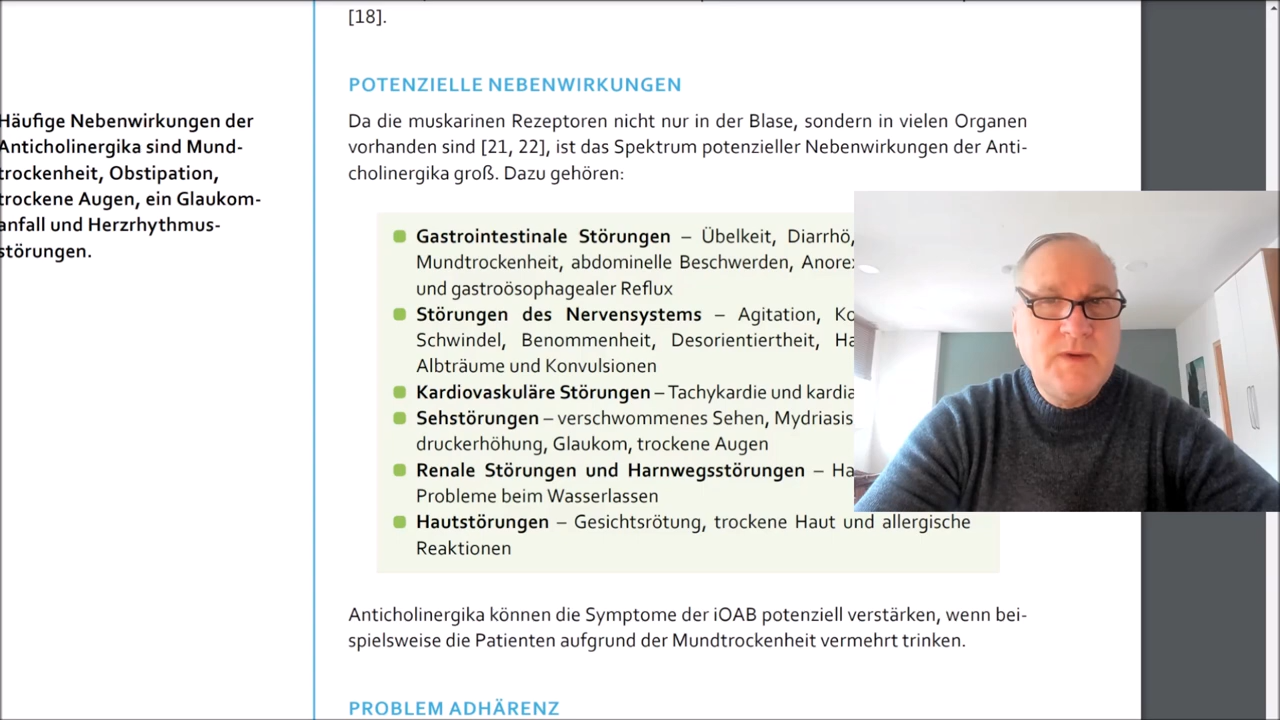 [18].
POTENZIELLE NEBENWIRKUNGEN
Häufige Nebenwirkungen der
Anticholinergika sind Mund-
trockenheit, Obstipation,
trockene Augen, ein Glaukom-
anfall und Herzrhythmus-
störungen.
Da die muskarinen Rezeptoren nicht nur in der Blase, sondern in vielen Organen
vorhanden sind [21, 22], ist das Spektrum potenzieller Nebenwirkungen der Anti-
cholinergika groß. Dazu gehören:
Gastrointestinale Störungen – Übelkeit, Diarrhö,
Mundtrockenheit, abdominelle Beschwerden,
und gastroösophagealer Reflux
Störungen des Nervensystems – Agitation,
Schwindel, Benommenheit, Desorientiertheit,
Albträume und Konvulsionen
Kardiovaskuläre Störungen – Tachykardie und
Sehstörungen – verschwommenes Sehen, Mydriasis
druckerhöhung, Glaukom, trockene Augen
Renale Störungen und Harnwegsstörungen –
Probleme beim Wasserlassen
Hautstörungen – Gesichtsrötung, trockene Haut und allergische
Reaktionen
Anticholinergika können die Symptome der iOAB potenziell verstärken, wenn bei-
spielsweise die Patienten aufgrund der Mundtrockenheit vermehrt trinken.
PROBLEM ADHÄRENZ